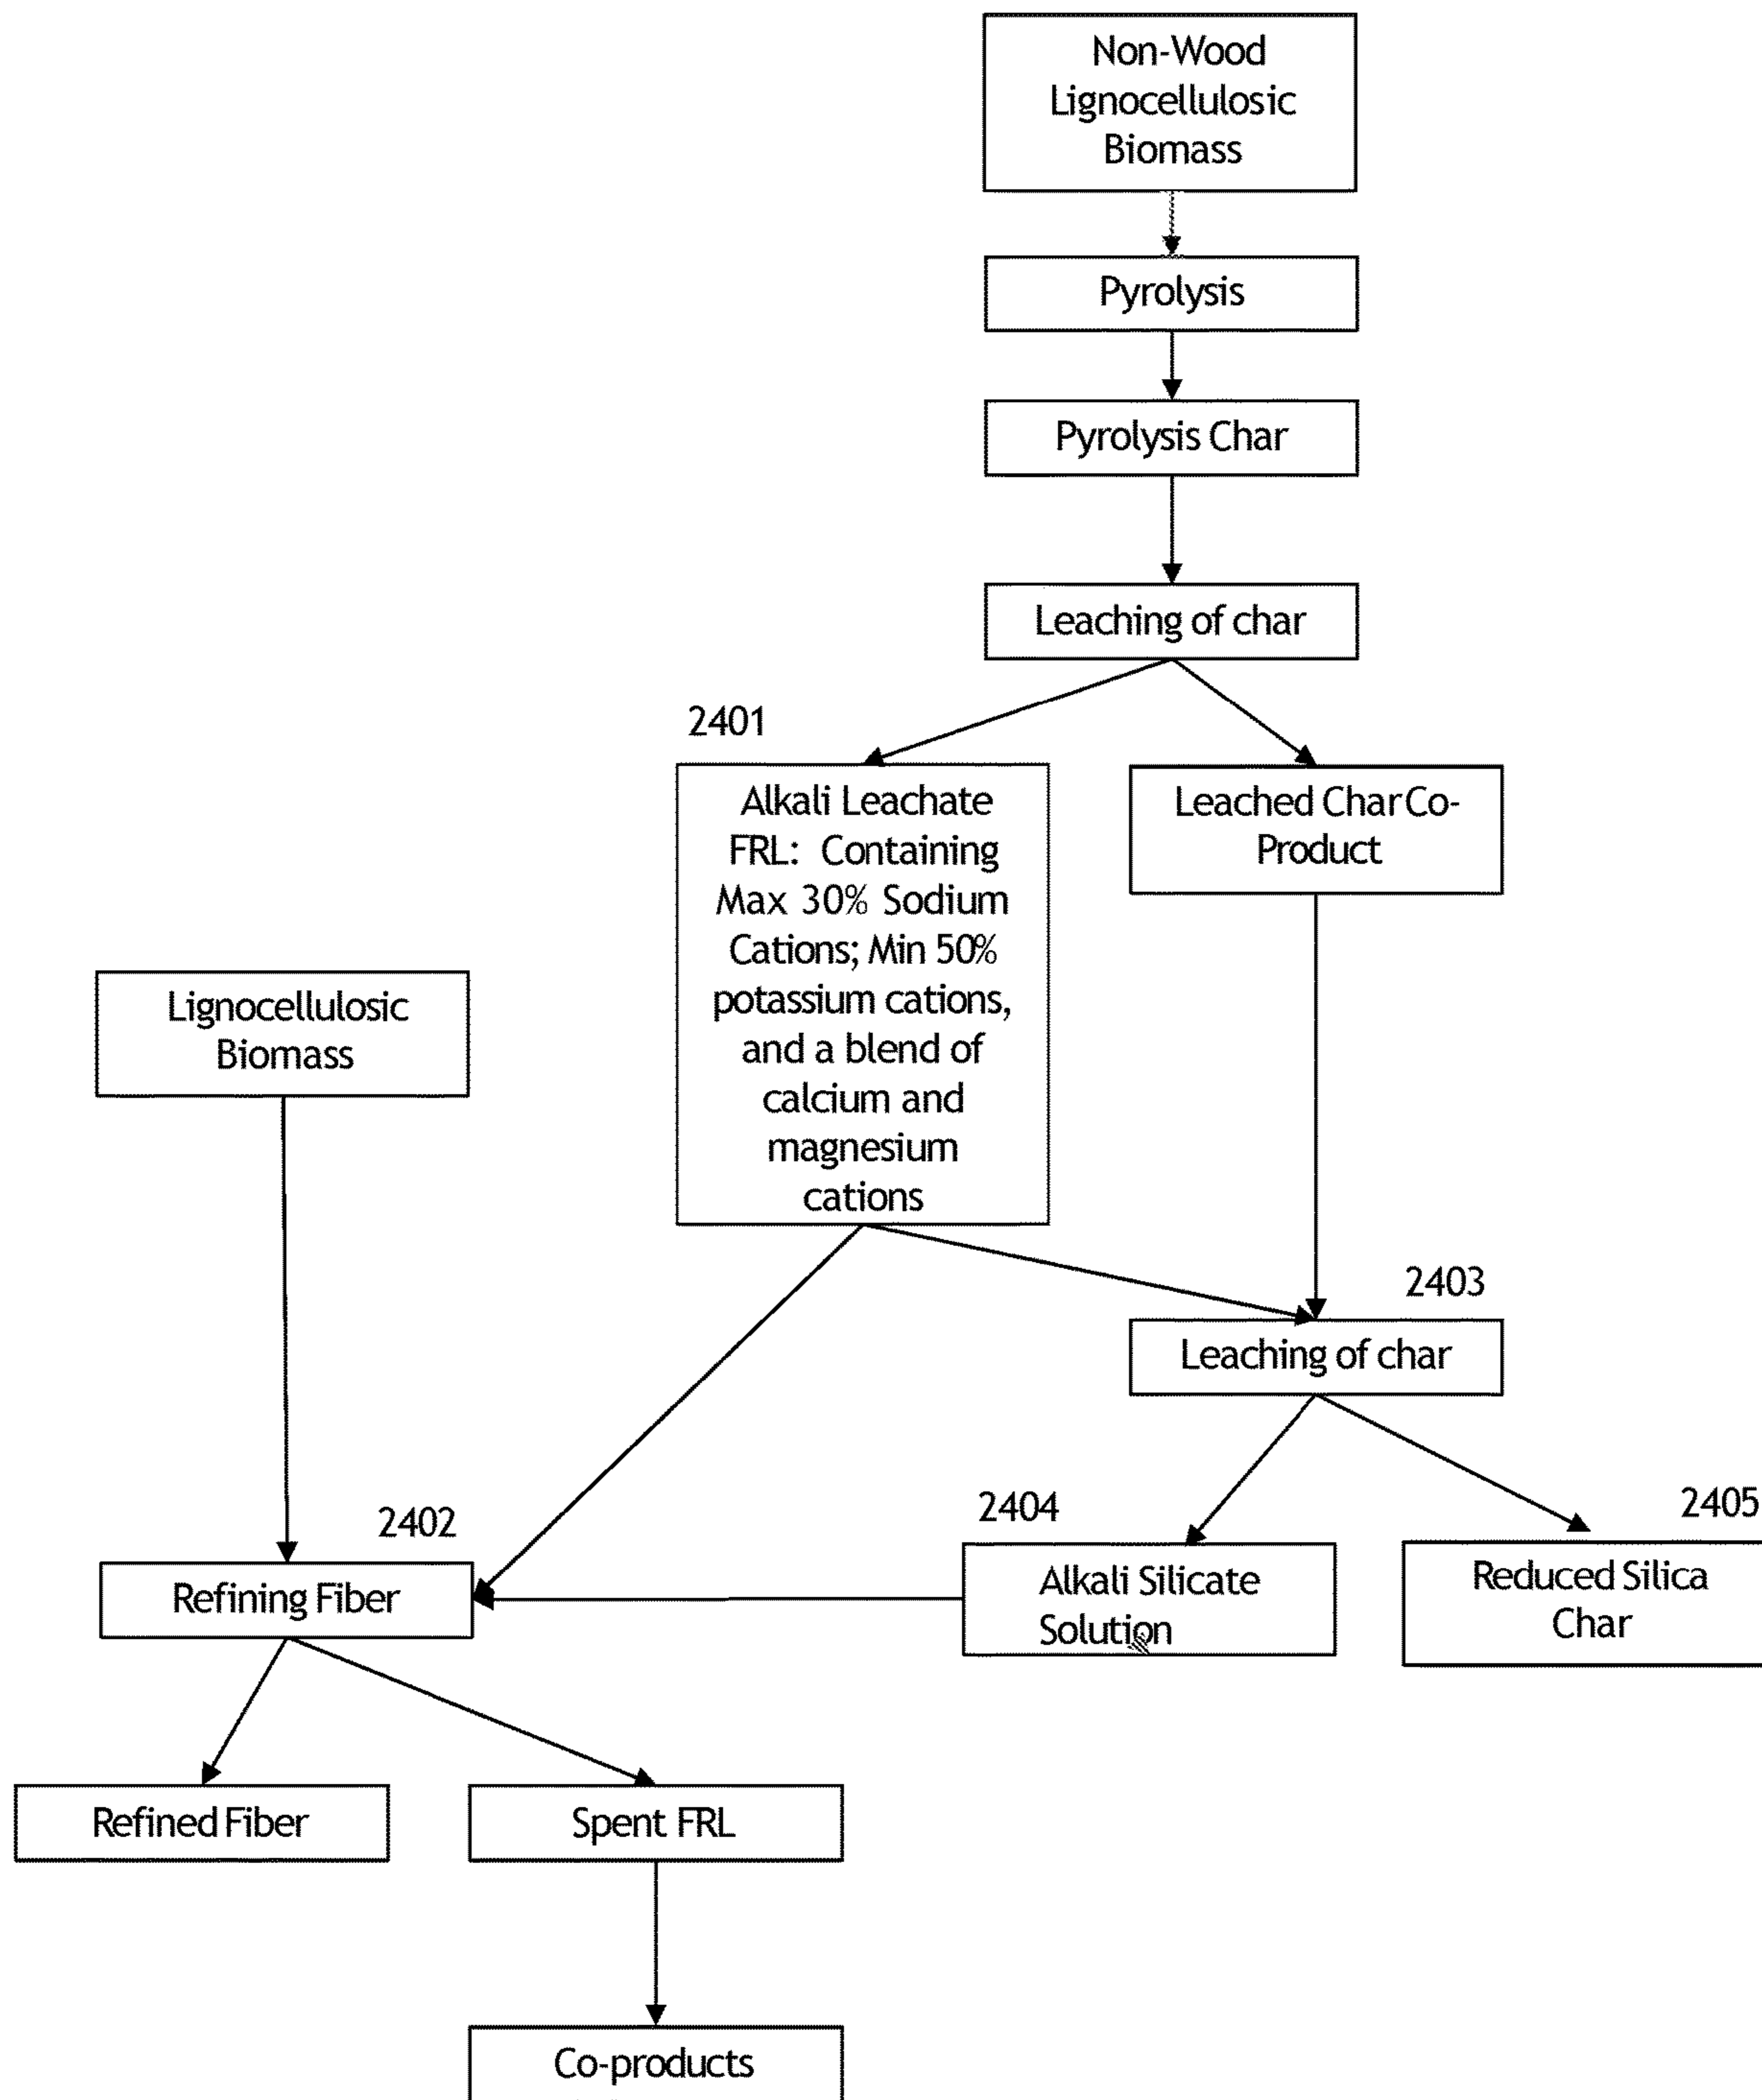 Non-Wood
Lignocellulosic
Biomass
Pyrolysis
Pyrolysis Char
Leaching of char
2401
Alkali Leachate
FRL: Containing
Max 30% Sodium
Cations; Min 50%
potassium cations,
and a blend of
calcium and
magnesium
cations
Leached Char Co-
Product
Lignocellulosic
Biomass
2403
Leaching of char
2402
Refining Fiber
2404
Alkali Silicate
Solution
2405
Reduced Silica
Char
Refined Fiber
Spent FRL
Co-products